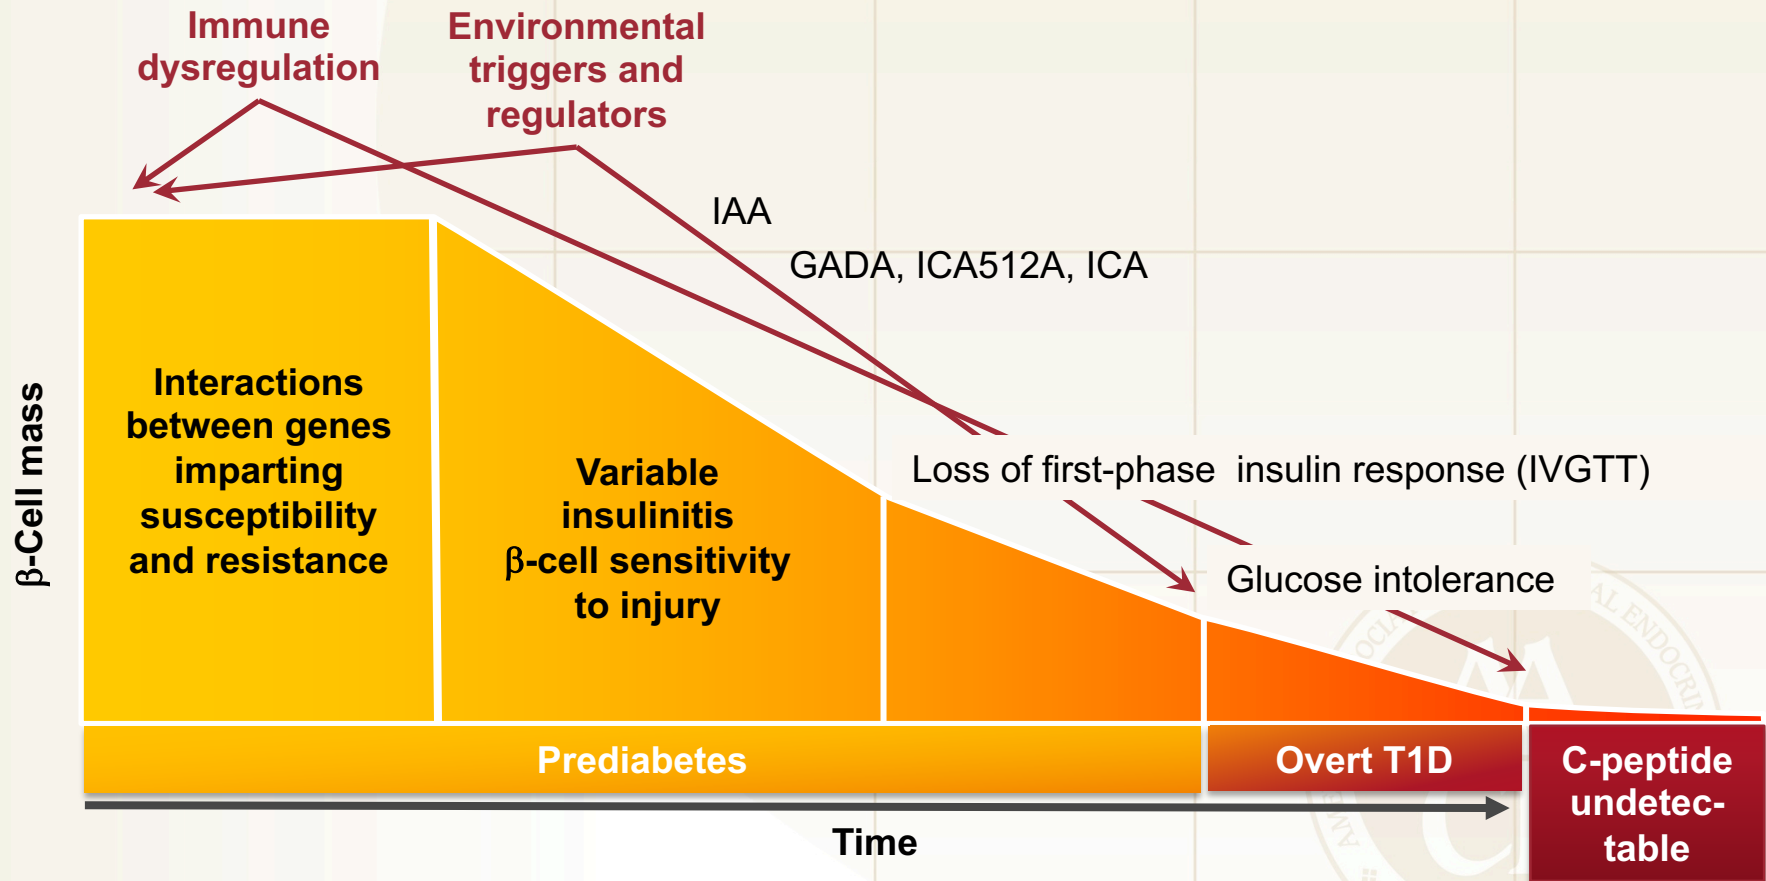 Immune
dysregulation
Environmental
triggers and
regulators
IAA
GADA, ICA512A, ICA
β-Cell mass
Interactions
between genes
imparting
susceptibility
and resistance
Variable
insulinitis
β-cell sensitivity
to injury
Loss of first-phase insulin response (IVGTT)
Glucose intolerance
Prediabetes
Overt T1D
C-peptide
undetec-
table
Time